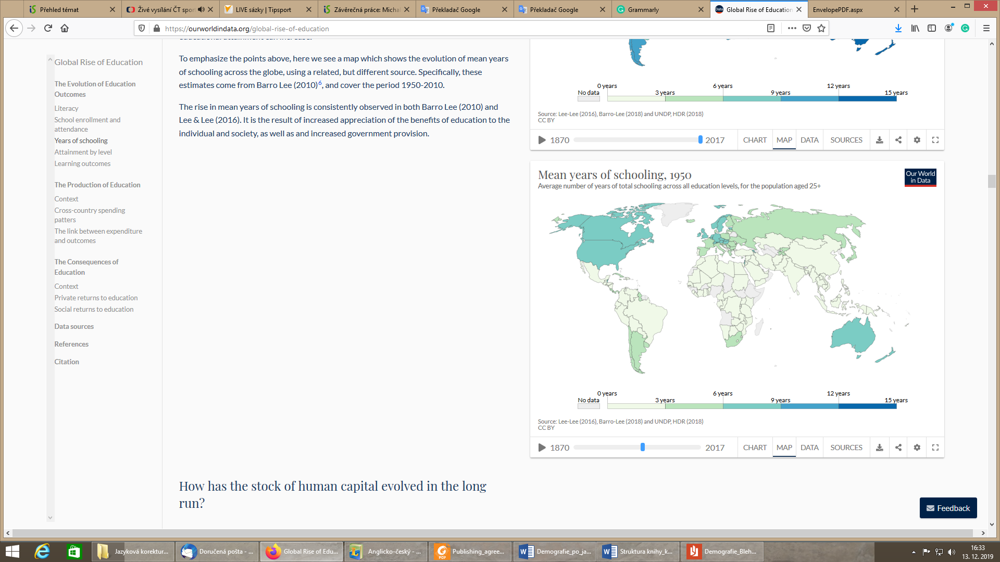 Přehled témat
Živé vysílání ČT spor
LIVE sázky | Tipsport
Závěrečná práce: Micha
Překladač Google
Překladač Google
Grammarly
Global Rise of Education
EnvelopePDF.aspx
https://ourworldindata.org/global-rise-of-education
Global Rise of Education
The Evolution of Education
Outcomes
Literacy
School enrollment and
attendance
Years of schooling
Attainment by level
Learning outcomes
The Production of Education
Context
Cross-country spending
patters
The link between expenditure
and outcomes
The Consequences of
Education
Context
Private returns to education
Social returns to education
Data sources
References
Citation
To emphasize the points above, here we see a map which shows the evolution of mean years
of schooling across the globe, using a related, but different source. Specifically, these
estimates come from Barro Lee (2010)6, and cover the period 1950-2010.
The rise in mean years of schooling is consistently observed in both Barro Lee (2010) and
Lee & Lee (2016). It is the result of increased appreciation of the benefits of education to the
individual and society, as well as and increased government provision.
0 years 6 years 12 years
No data 3 years 9 years 15 years
Source: Lee-Lee (2016), Barro-Lee (2018) and UNDP, HDR (2018)
CC BY
1870 2017 CHART MAP DATA SOURCES
Mean years of schooling, 1950
Average number of years of total schooling across all education levels, for the population aged 25+
Our World
in Data
0 years 6 years 12 years
No data 3 years 9 years 15 years
Source: Lee-Lee (2016), Barro-Lee (2018) and UNDP, HDR (2018)
CC BY
1870 2017 CHART MAP DATA SOURCES
How has the stock of human capital evolved in the long
run?
Feedback
Jazyková korektur...
Doručená pošta - ...
Global Rise of Edu...
Anglicko-český - ...
Publishing_agree...
Demografie_po_ja...
Struktura knihy_k...
Demografie_Bleh...
16:33
13. 12. 2019